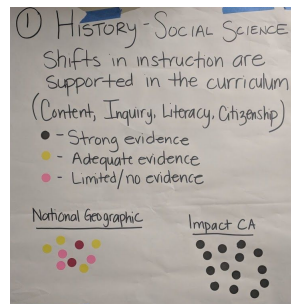 ① HISTORY-SOCIAL SCIENCE
Shifts in instruction are
supported in the curriculum
(Content, Inquiry, Literacy, Citizenship)
- Strong evidence
- Adequate evidence
- Limited/no evidence
National Geographic
Impact CA